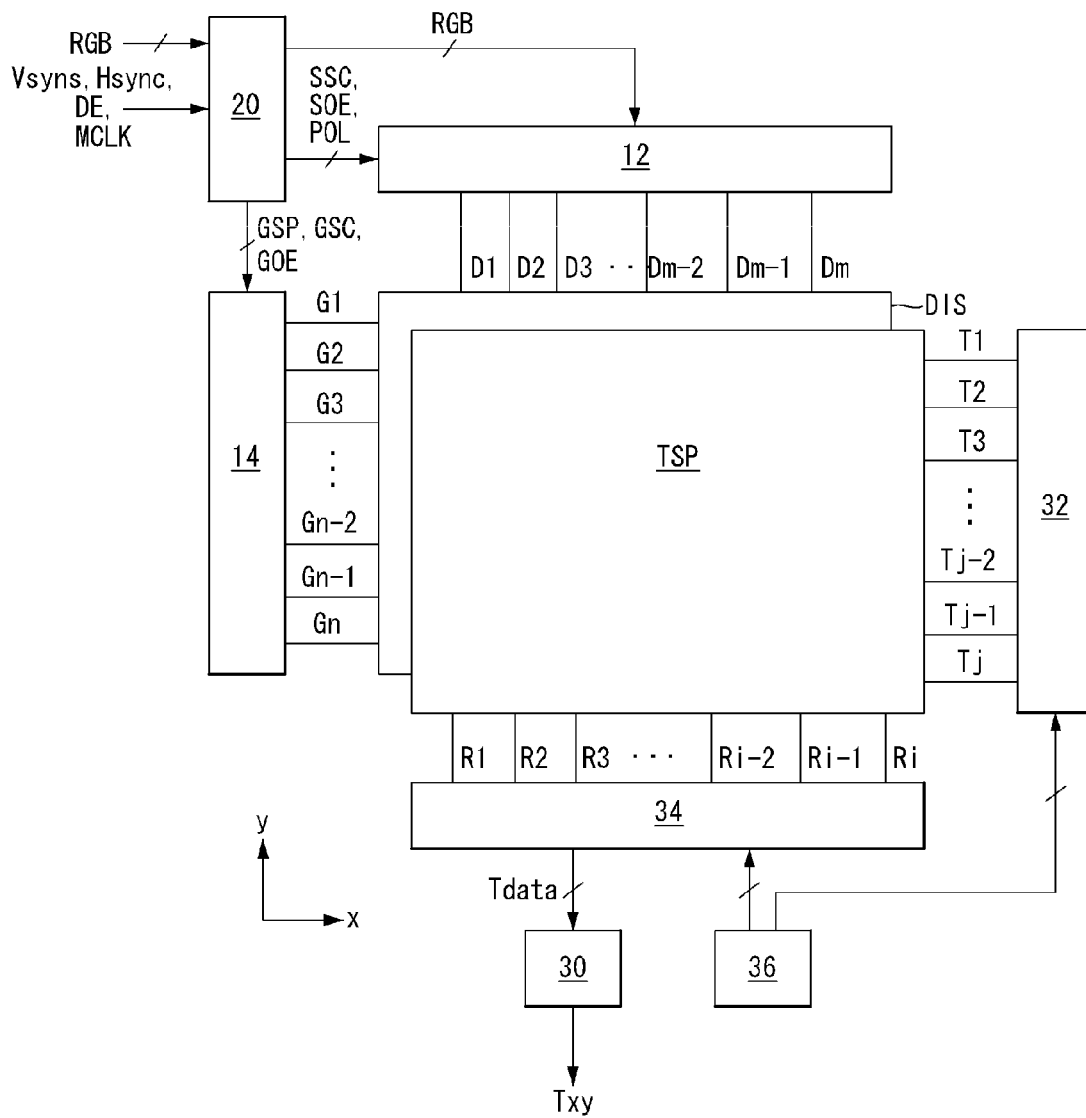 RGB
Vsyns, Hsync,
DE,
MCLK
20
RGB
SSC,
SOE,
POL
12
GSP, GSC,
GOE
D1 D2 D3 ··· Dm-2 Dm-1 Dm
DIS
14
G1
G2
G3
⋮
Gn-2
Gn-1
Gn
TSP
T1
T2
T3
⋮
Tj-2
Tj-1
Tj
32
R1 R2 R3 ··· Ri-2 Ri-1 Ri
34
y
x
Tdata
30
36
Txy